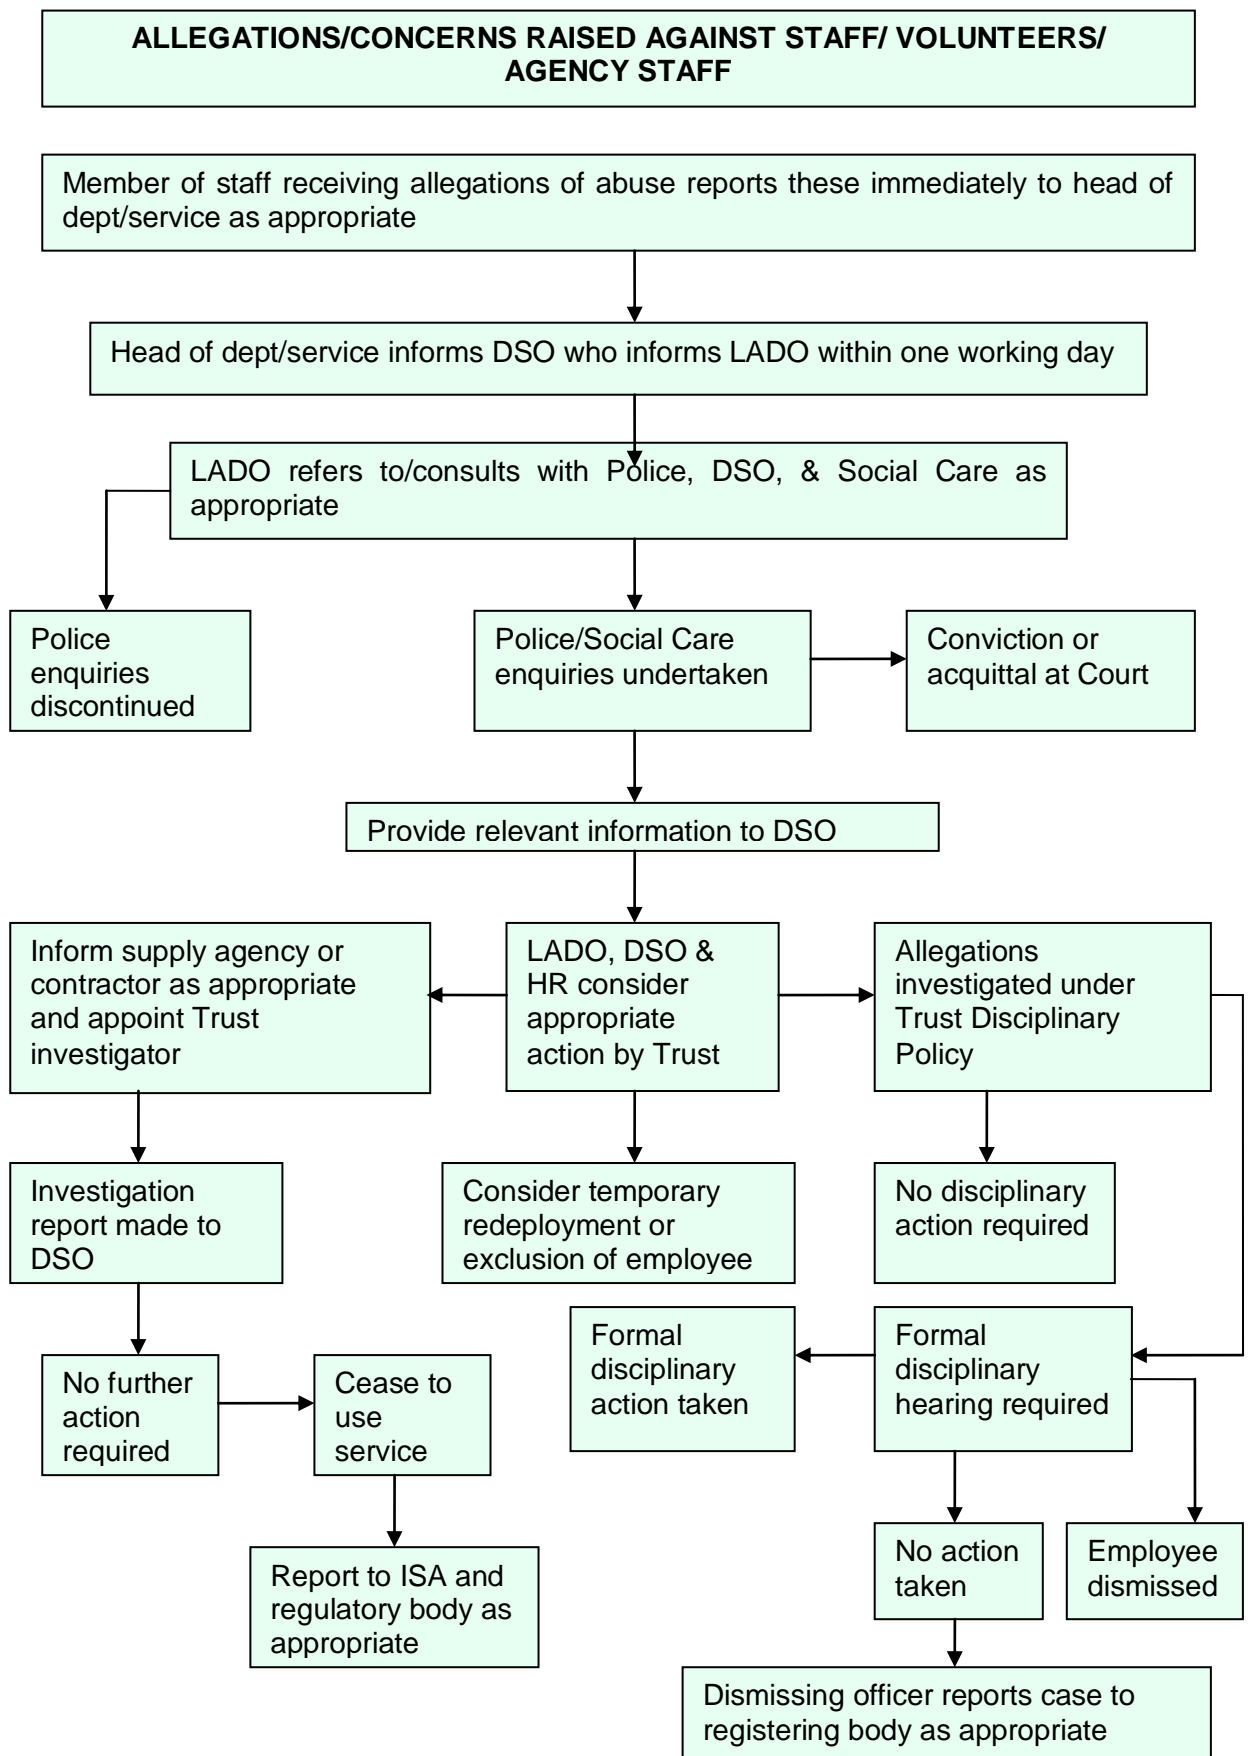 ALLEGATIONS/CONCERNS RAISED AGAINST STAFF/ VOLUNTEERS/
AGENCY STAFF
Member of staff receiving allegations of abuse reports these immediately to head of
dept/service as appropriate
Head of dept/service informs DSO who informs LADO within one working day
LADO refers to/consults with Police, DSO, & Social Care as
appropriate
Police
enquiries
discontinued
Police/Social Care
enquiries undertaken
Conviction or
acquittal at Court
Provide relevant information to DSO
Inform supply agency or
contractor as appropriate
and appoint Trust
investigator
LADO, DSO &
HR consider
appropriate
action by Trust
Allegations
investigated under
Trust Disciplinary
Policy
Investigation
report made to
DSO
Consider temporary
redeployment or
exclusion of employee
No disciplinary
action required
Formal
disciplinary
action taken
Formal
disciplinary
hearing required
No further
action
required
Cease to
use
service
No action
taken
Employee
dismissed
Report to ISA and
regulatory body as
appropriate
Dismissing officer reports case to
registering body as appropriate